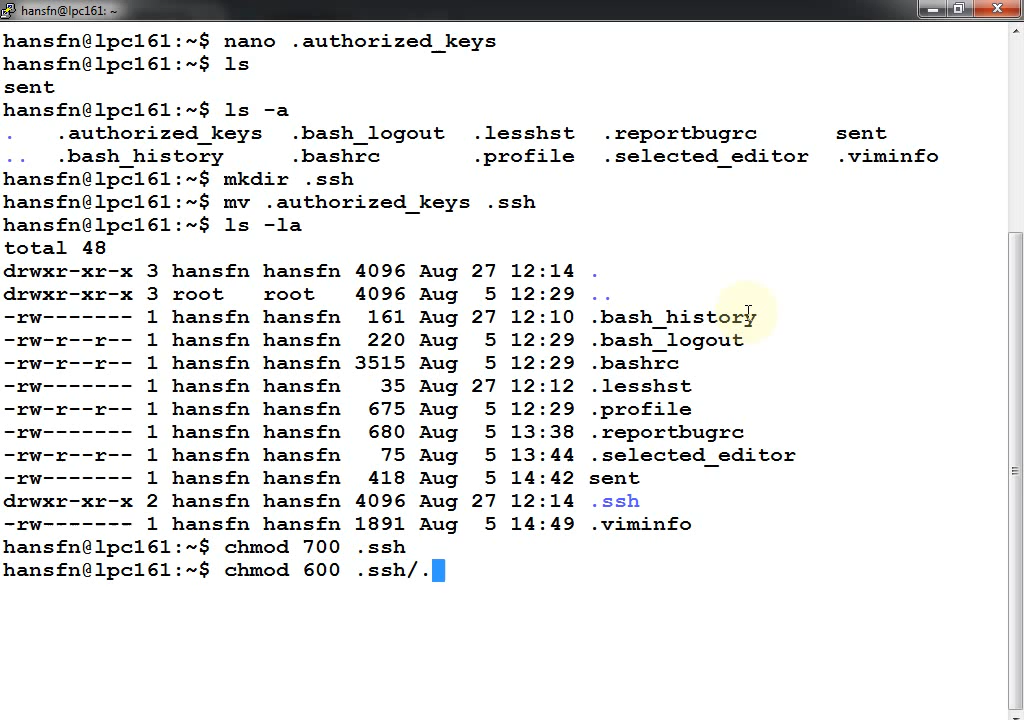 hansfn@lpc161: ~
hansfn@lpc161:~$ nano .authorized_keys
hansfn@lpc161:~$ ls
sent
hansfn@lpc161:~$ ls -a
.   .authorized_keys  .bash_logout  .lesshst  .reportbugrc      sent
..  .bash_history     .bashrc       .profile  .selected_editor  .viminfo
hansfn@lpc161:~$ mkdir .ssh
hansfn@lpc161:~$ mv .authorized_keys .ssh
hansfn@lpc161:~$ ls -la
total 48
drwxr-xr-x 3 hansfn hansfn 4096 Aug 27 12:14 .
drwxr-xr-x 3 root   root   4096 Aug  5 12:29 ..
-rw------- 1 hansfn hansfn  161 Aug 27 12:10 .bash_history
-rw-r--r-- 1 hansfn hansfn  220 Aug  5 12:29 .bash_logout
-rw-r--r-- 1 hansfn hansfn 3515 Aug  5 12:29 .bashrc
-rw------- 1 hansfn hansfn   35 Aug 27 12:12 .lesshst
-rw-r--r-- 1 hansfn hansfn  675 Aug  5 12:29 .profile
-rw------- 1 hansfn hansfn  680 Aug  5 13:38 .reportbugrc
-rw-r--r-- 1 hansfn hansfn   75 Aug  5 13:44 .selected_editor
-rw------- 1 hansfn hansfn  418 Aug  5 14:42 sent
drwxr-xr-x 2 hansfn hansfn 4096 Aug 27 12:14 .ssh
-rw------- 1 hansfn hansfn 1891 Aug  5 14:49 .viminfo
hansfn@lpc161:~$ chmod 700 .ssh
hansfn@lpc161:~$ chmod 600 .ssh/.